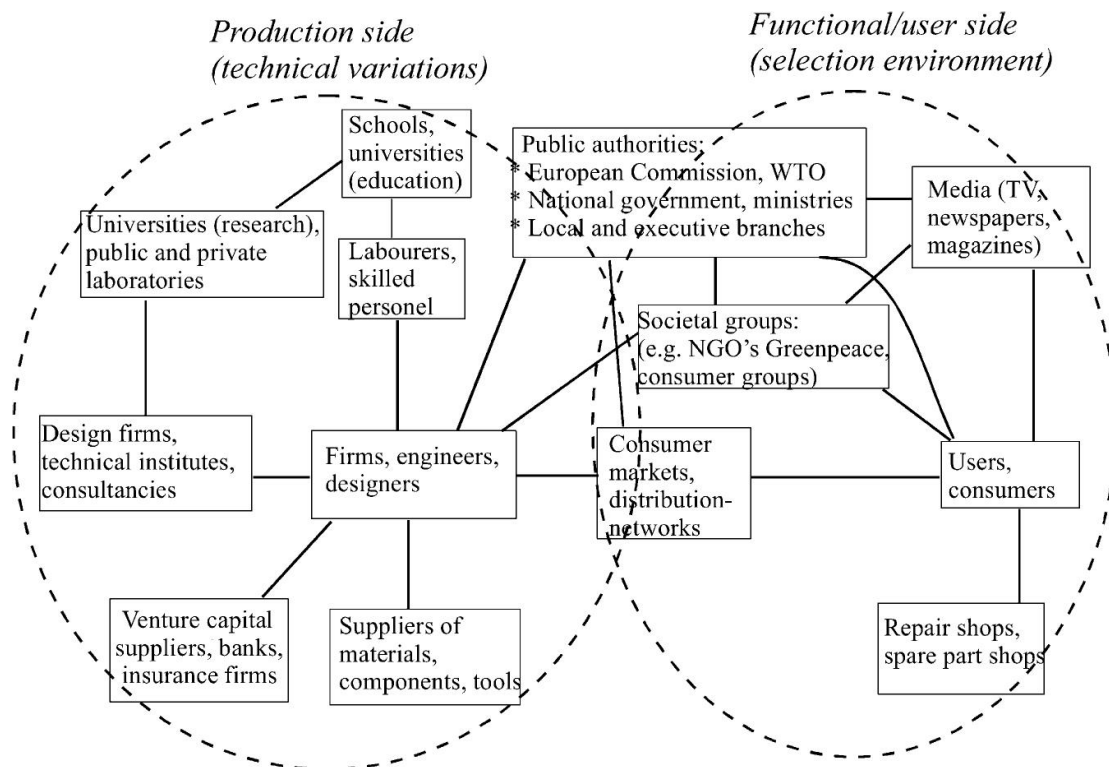 Production side
(technical variations)
Functional/user side
(selection environment)
Schools,
universities
(education)
Public authorities:
* European Commission, WTO
* National government, ministries
* Local and executive branches
Media (TV,
newspapers,
magazines)
Universities (research),
public and private
laboratories
Labourers,
skilled
personel
Societal groups:
(e.g. NGO's Greenpeace,
consumer groups)
Design firms,
technical institutes,
consultancies
Firms, engineers,
designers
Consumer
markets,
distribution-
networks
Users,
consumers
Venture capital
suppliers, banks,
insurance firms
Suppliers of
materials,
components, tools
Repair shops,
spare part shops